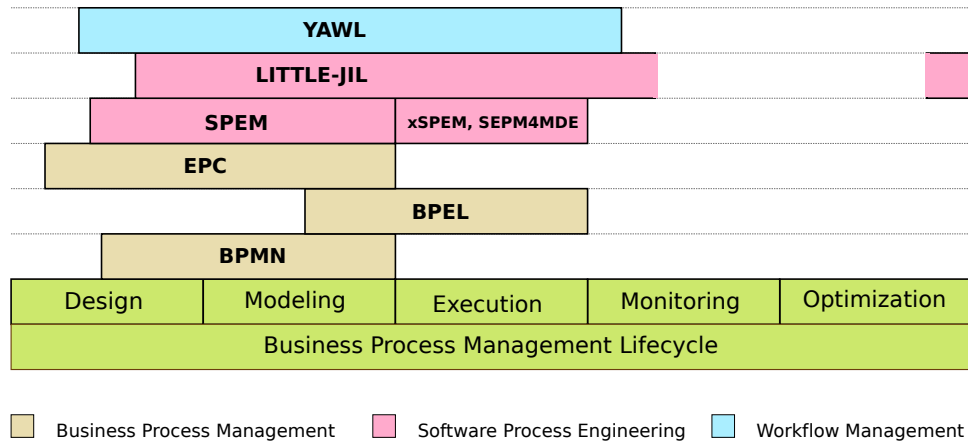 YAWL
LITTLE-JIL
SPEM
xSPEM, SEPM4MDE
EPC
BPEL
BPMN
Design
Modeling
Execution
Monitoring
Optimization
Business Process Management Lifecycle
Business Process Management
Software Process Engineering
Workflow Management